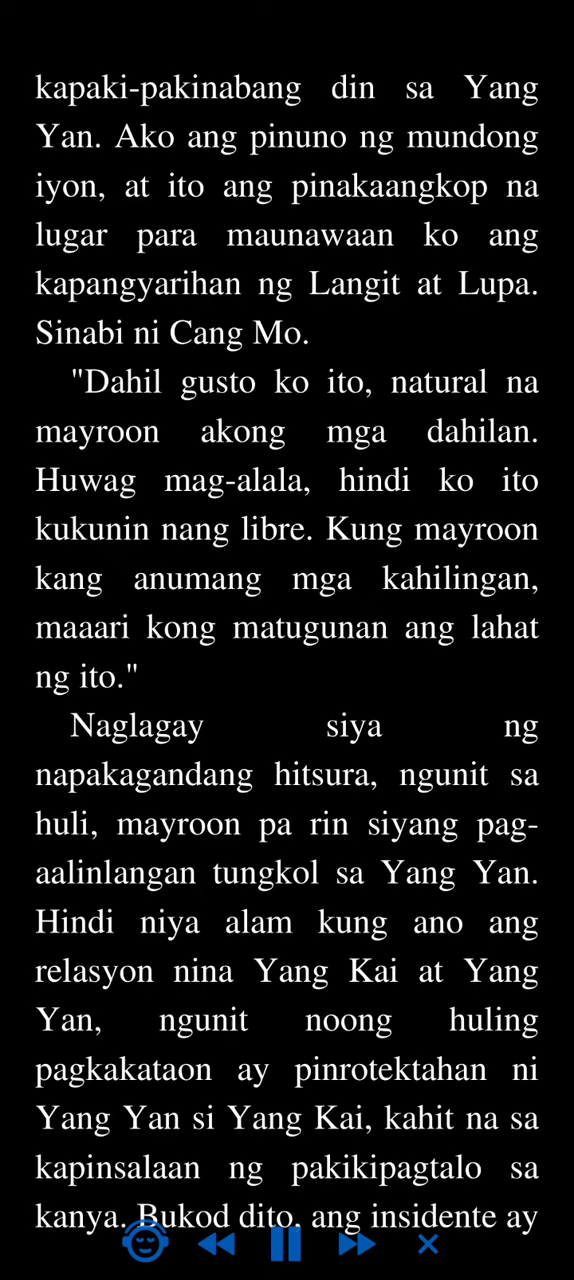 kapaki-pakinabang din sa Yang
Yan. Ako ang pinuno ng mundong
iyon, at ito ang pinakaangkop na
lugar para maunawaan ko ang
kapangyarihan ng Langit at Lupa.
Sinabi ni Cang Mo.
"Dahil gusto ko ito, natural na
mayroon akong mga dahilan.
Huwag mag-alala, hindi ko ito
kukunin nang libre. Kung mayroon
kang anumang mga kahilingan,
maaari kong matugunan ang lahat
ng ito."
Naglagay siya ng
napakagandang hitsura, ngunit sa
huli, mayroon pa rin siyang pag-
aalinlangan tungkol sa Yang Yan.
Hindi niya alam kung ano ang
relasyon nina Yang Kai at Yang
Yan, ngunit noong huling
pagkakataon ay pinrotektahan ni
Yang Yan si Yang Kai, kahit na sa
kapinsalaan ng pakikipagtalo sa
kanya. Bukod dito, ang insidente ay